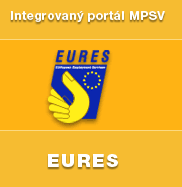 Integrovaný portál MPSV
EURES
European Employment Services
EURES